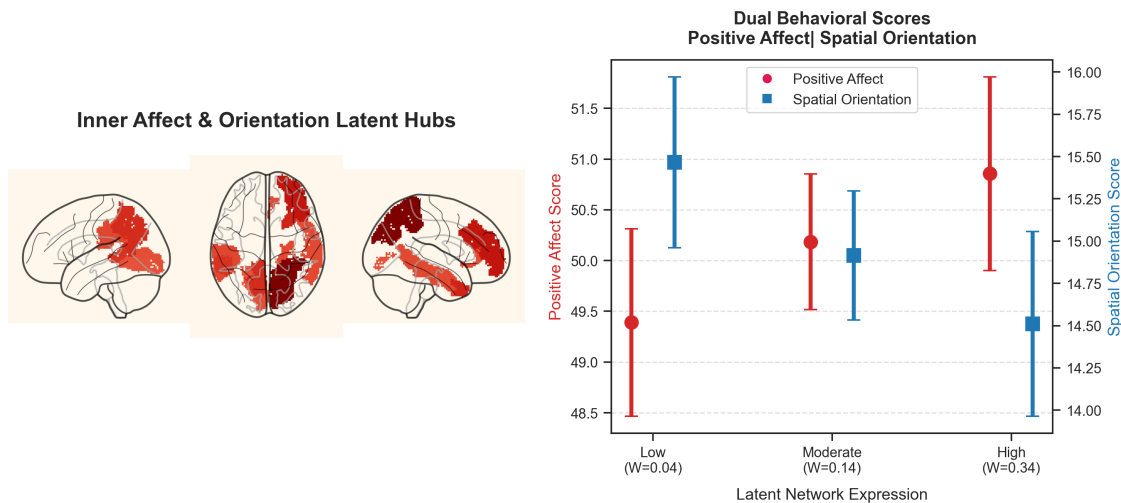 Inner Affect & Orientation Latent Hubs
Dual Behavioral Scores
Positive Affect| Spatial Orientation
Positive Affect
Spatial Orientation
Positive Affect Score
51.5
51.0
50.5
50.0
49.5
49.0
48.5
16.00
15.75
15.50
15.25
15.00
14.75
14.50
14.25
14.00
Spatial Orientation Score
Low
(W=0.04)
Moderate
(W=0.14)
High
(W=0.34)
Latent Network Expression